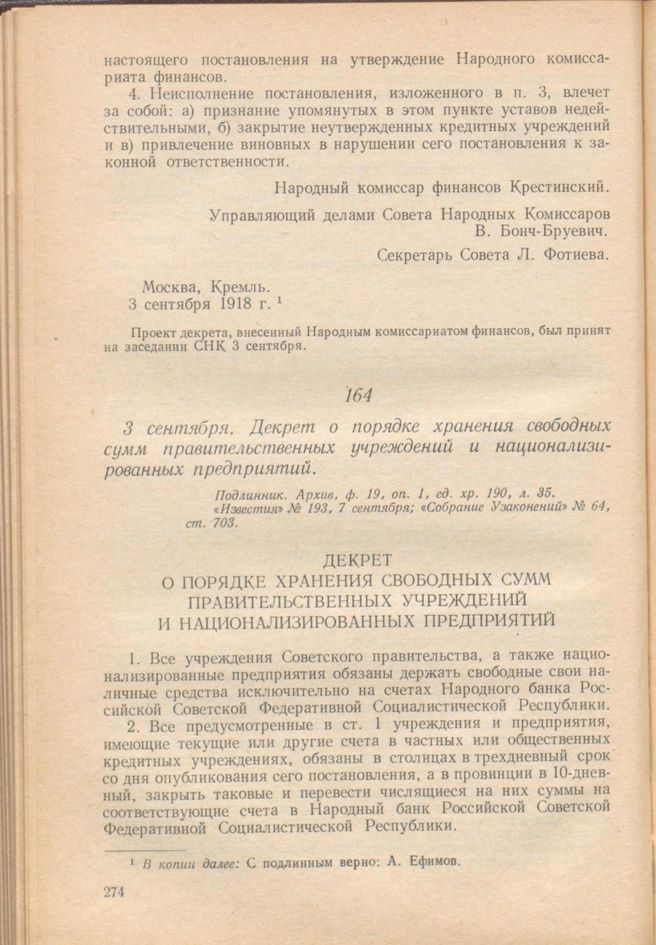 настоящего постановления на утверждение Народного комисса-
риата финансов.
4. Неисполнение постановления, изложенного в п. 3, влечет
за собой: а) признание упомянутых в этом пункте уставов недей-
ствительными, б) закрытие неутвержденных кредитных учреждений
и в) привлечение виновных в нарушении сего постановления к за-
конной ответственности.
Народный комиссар финансов Крестинский.
Управляющий делами Совета Народных Комиссаров
В. Бонч-Бруевич.
Секретарь Совета Л. Фотиева.
Москва, Кремль.
3 сентября 1918 г. ¹
Проект декрета, внесенный Народным комиссариатом финансов, был принят
на заседании СНК 3 сентября.
164
3 сентября. Декрет о порядке хранения свободных
сумм правительственных учреждений и национализи-
рованных предприятий.
Подлинник. Архив, ф. 19, оп. 1, ед. хр. 190, л. 35.
«Известия» № 193, 7 сентября; «Собрание Узаконений» № 64,
ст. 703.
ДЕКРЕТ
О ПОРЯДКЕ ХРАНЕНИЯ СВОБОДНЫХ СУММ
ПРАВИТЕЛЬСТВЕННЫХ УЧРЕЖДЕНИЙ
И НАЦИОНАЛИЗИРОВАННЫХ ПРЕДПРИЯТИЙ
1. Все учреждения Советского правительства, а также нацио-
нализированные предприятия обязаны держать свободные свои на-
личные средства исключительно на счетах Народного банка Рос-
сийской Советской Федеративной Социалистической Республики.
2. Все предусмотренные в ст. 1 учреждения и предприятия,
имеющие текущие или другие счета в частных или общественных
кредитных учреждениях, обязаны в столицах в трехдневный срок
со дня опубликования сего постановления, а в провинции в 10-днев-
ный, закрыть таковые и перевести числящиеся на них суммы на
соответствующие счета в Народный банк Российской Советской
Федеративной Социалистической Республики.
¹ В копии далее: С подлинным верно: А. Ефимов.
274